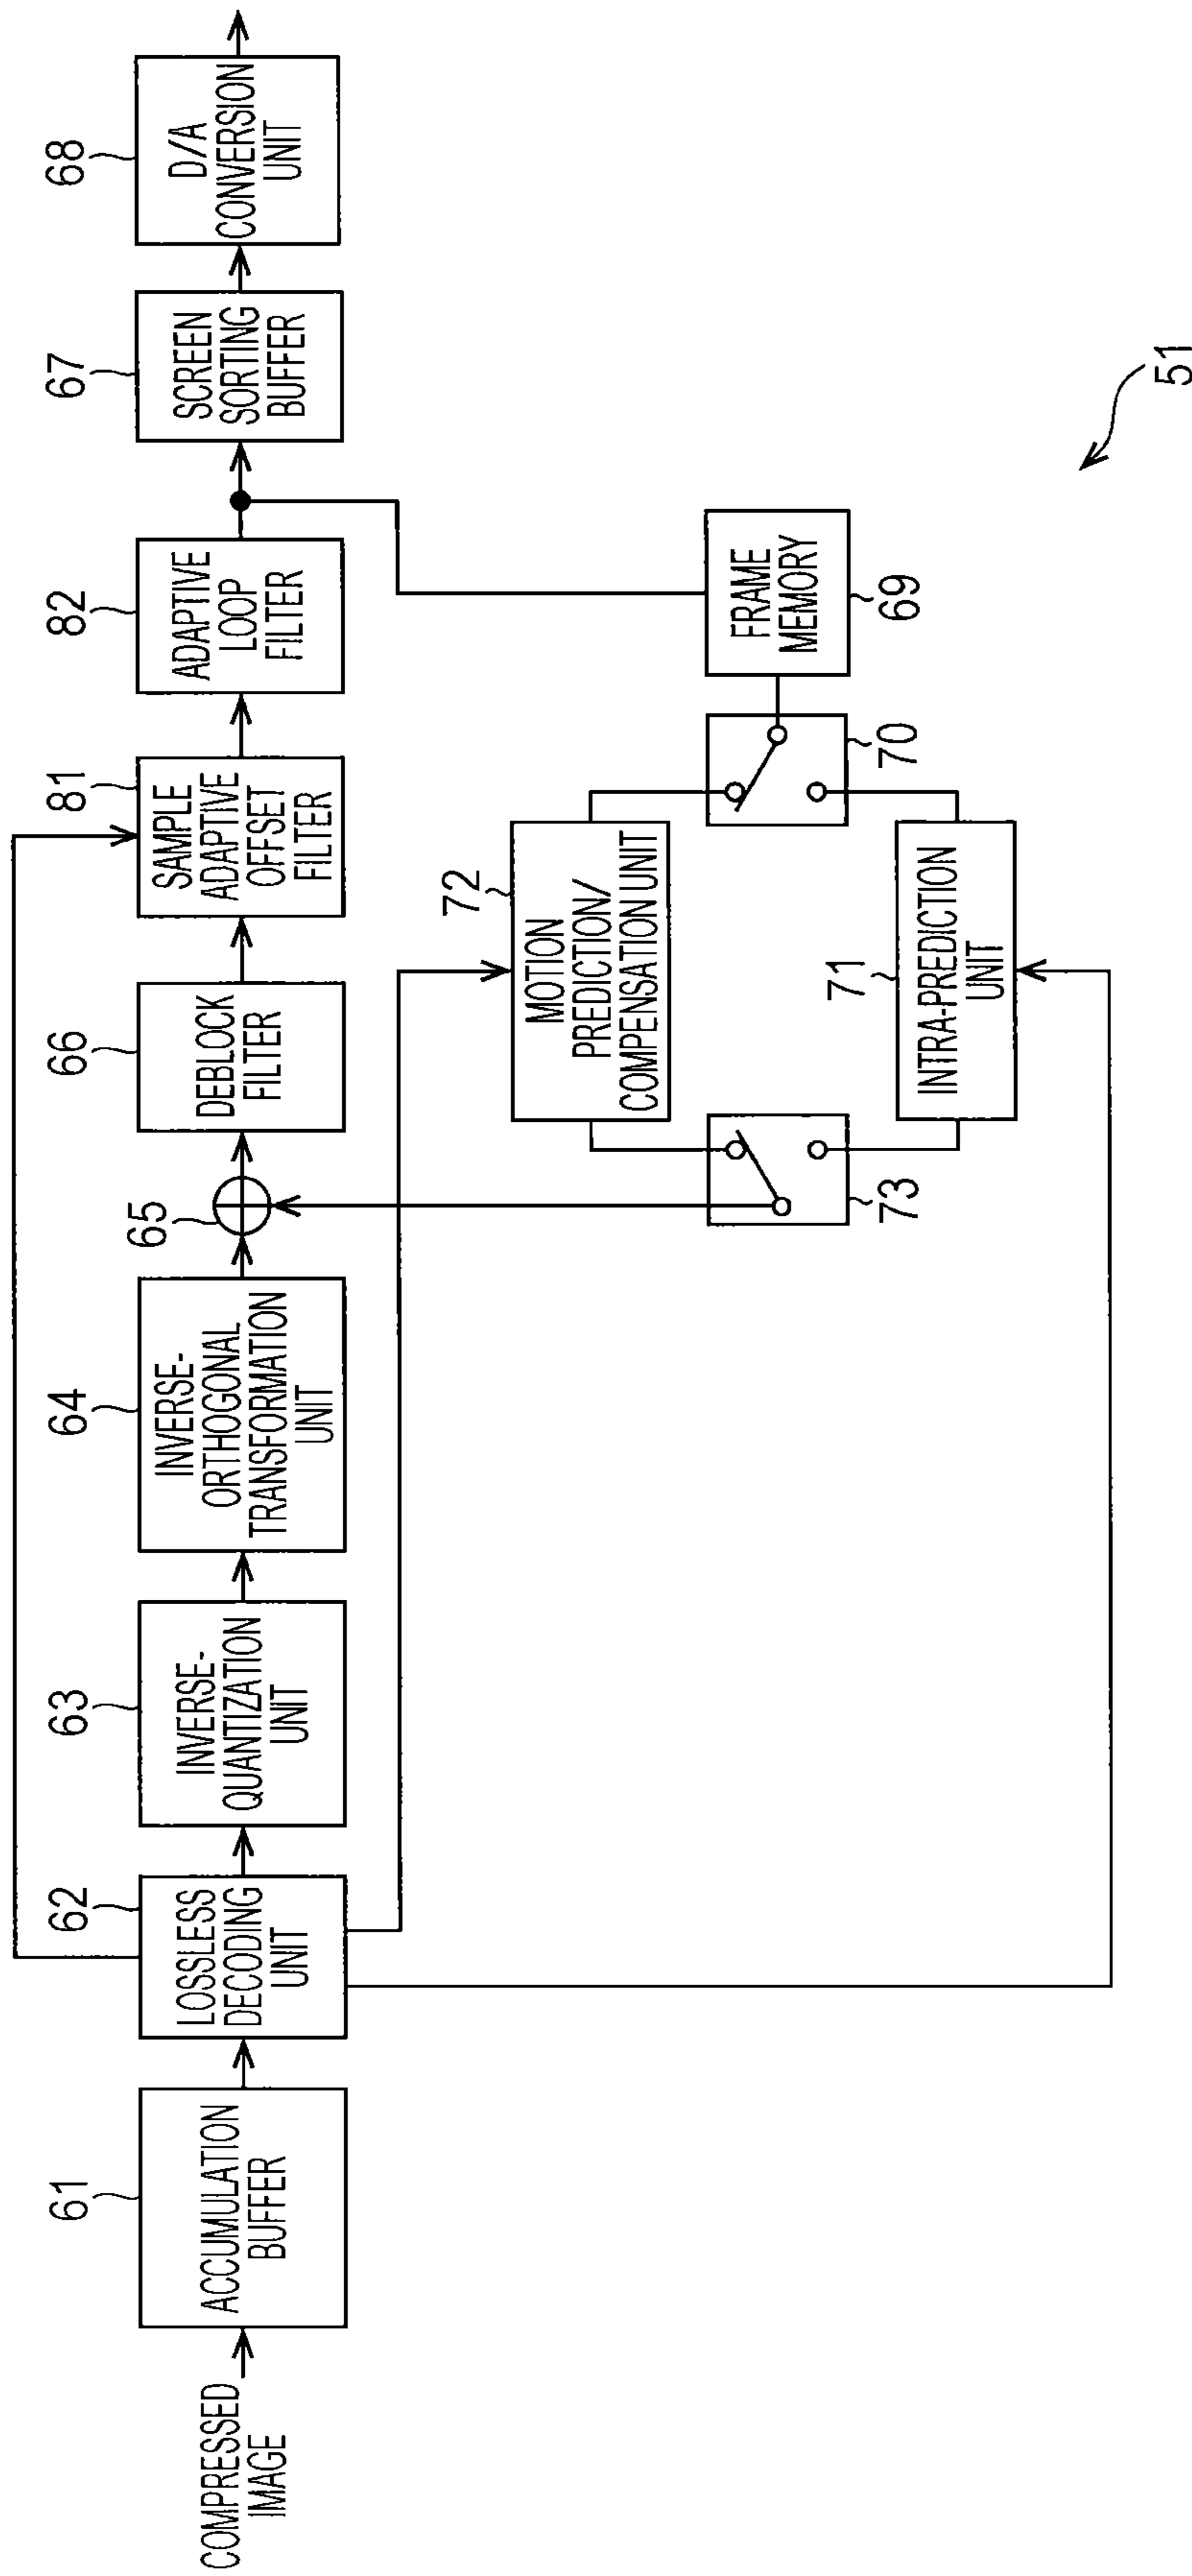 COMPRESSED
IMAGE
61
ACCUMULATION
BUFFER
62
LOSSLESS
DECODING
UNIT
63
INVERSE-
QUANTIZATION
UNIT
64
INVERSE-
ORTHOGONAL
TRANSFORMATION
UNIT
65
66
DEBLOCK
FILTER
81
SAMPLE
ADAPTIVE
OFFSET
FILTER
82
ADAPTIVE
LOOP
FILTER
67
SCREEN
SORTING
BUFFER
68
D/A
CONVERSION
UNIT
72
MOTION
PREDICTION/
COMPENSATION UNIT
73
71
INTRA-PREDICTION
UNIT
70
FRAME
MEMORY
69
51